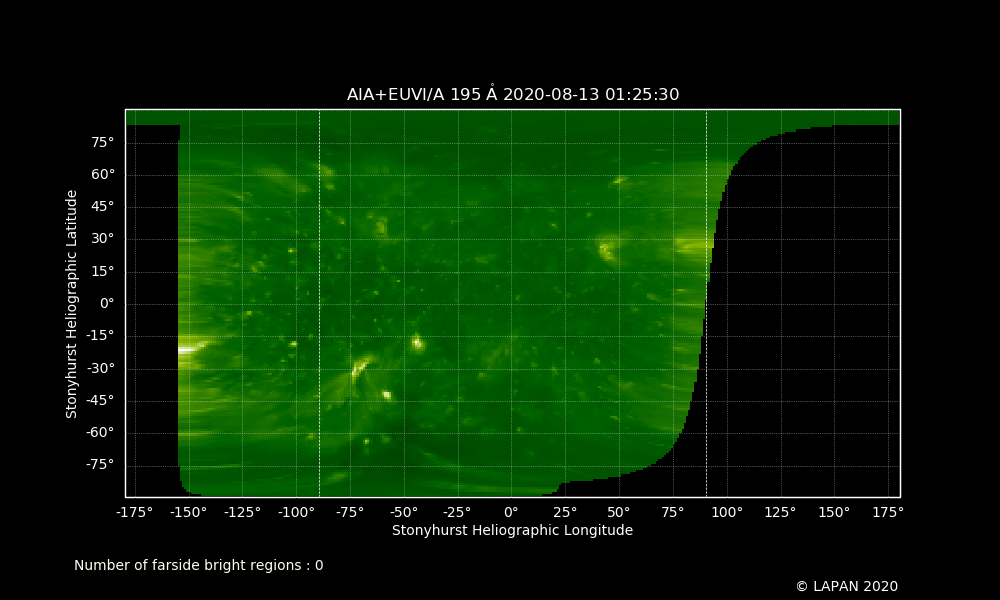 AIA+EUVI/A 195 Å 2020-08-13 01:25:30
Stonyhurst Heliographic Latitude
75°
60°
45°
30°
15°
0°
-15°
-30°
-45°
-60°
-75°
-175° -150° -125° -100° -75° -50° -25° 0° 25° 50° 75° 100° 125° 150° 175°
Stonyhurst Heliographic Longitude
Number of farside bright regions : 0
© LAPAN 2020